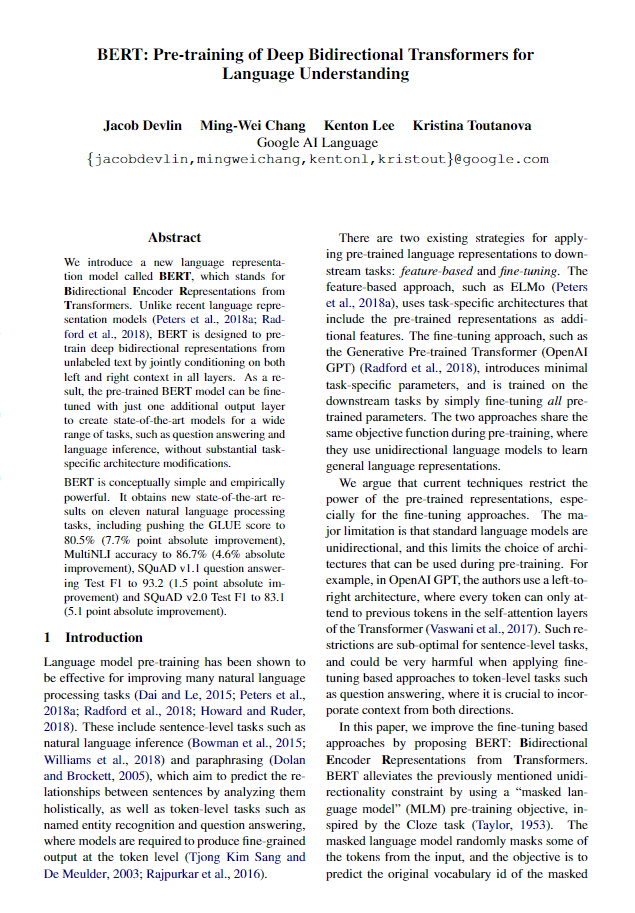 BERT: Pre-training of Deep Bidirectional Transformers for
Language Understanding
Jacob Devlin Ming-Wei Chang Kenton Lee Kristina Toutanova
Google AI Language
{jacobdevlin,mingweichang,kentonl,kristout}@google.com
Abstract
We introduce a new language representa-
tion model called BERT, which stands for
Bidirectional Encoder Representations from
Transformers. Unlike recent language repre-
sentation models (Peters et al., 2018a; Rad-
ford et al., 2018), BERT is designed to pre-
train deep bidirectional representations from
unlabeled text by jointly conditioning on both
left and right context in all layers. As a re-
sult, the pre-trained BERT model can be fine-
tuned with just one additional output layer
to create state-of-the-art models for a wide
range of tasks, such as question answering and
language inference, without substantial task-
specific architecture modifications.
BERT is conceptually simple and empirically
powerful. It obtains new state-of-the-art re-
sults on eleven natural language processing
tasks, including pushing the GLUE score to
80.5% (7.7% point absolute improvement),
MultiNLI accuracy to 86.7% (4.6% absolute
improvement), SQuAD v1.1 question answer-
ing Test F1 to 93.2 (1.5 point absolute im-
provement) and SQuAD v2.0 Test F1 to 83.1
(5.1 point absolute improvement).
1 Introduction
Language model pre-training has been shown to
be effective for improving many natural language
processing tasks (Dai and Le, 2015; Peters et al.,
2018a; Radford et al., 2018; Howard and Ruder,
2018). These include sentence-level tasks such as
natural language inference (Bowman et al., 2015;
Williams et al., 2018) and paraphrasing (Dolan
and Brockett, 2005), which aim to predict the re-
lationships between sentences by analyzing them
holistically, as well as token-level tasks such as
named entity recognition and question answering,
where models are required to produce fine-grained
output at the token level (Tjong Kim Sang and
De Meulder, 2003; Rajpurkar et al., 2016).
There are two existing strategies for apply-
ing pre-trained language representations to down-
stream tasks: feature-based and fine-tuning. The
feature-based approach, such as ELMo (Peters
et al., 2018a), uses task-specific architectures that
include the pre-trained representations as addi-
tional features. The fine-tuning approach, such as
the Generative Pre-trained Transformer (OpenAI
GPT) (Radford et al., 2018), introduces minimal
task-specific parameters, and is trained on the
downstream tasks by simply fine-tuning all pre-
trained parameters. The two approaches share the
same objective function during pre-training, where
they use unidirectional language models to learn
general language representations.
We argue that current techniques restrict the
power of the pre-trained representations, espe-
cially for the fine-tuning approaches. The ma-
jor limitation is that standard language models are
unidirectional, and this limits the choice of archi-
tectures that can be used during pre-training. For
example, in OpenAI GPT, the authors use a left-to-
right architecture, where every token can only at-
tend to previous tokens in the self-attention layers
of the Transformer (Vaswani et al., 2017). Such re-
strictions are sub-optimal for sentence-level tasks,
and could be very harmful when applying fine-
tuning based approaches to token-level tasks such
as question answering, where it is crucial to incor-
porate context from both directions.
In this paper, we improve the fine-tuning based
approaches by proposing BERT: Bidirectional
Encoder Representations from Transformers.
BERT alleviates the previously mentioned unidi-
rectionality constraint by using a “masked lan-
guage model” (MLM) pre-training objective, in-
spired by the Cloze task (Taylor, 1953). The
masked language model randomly masks some of
the tokens from the input, and the objective is to
predict the original vocabulary id of the masked